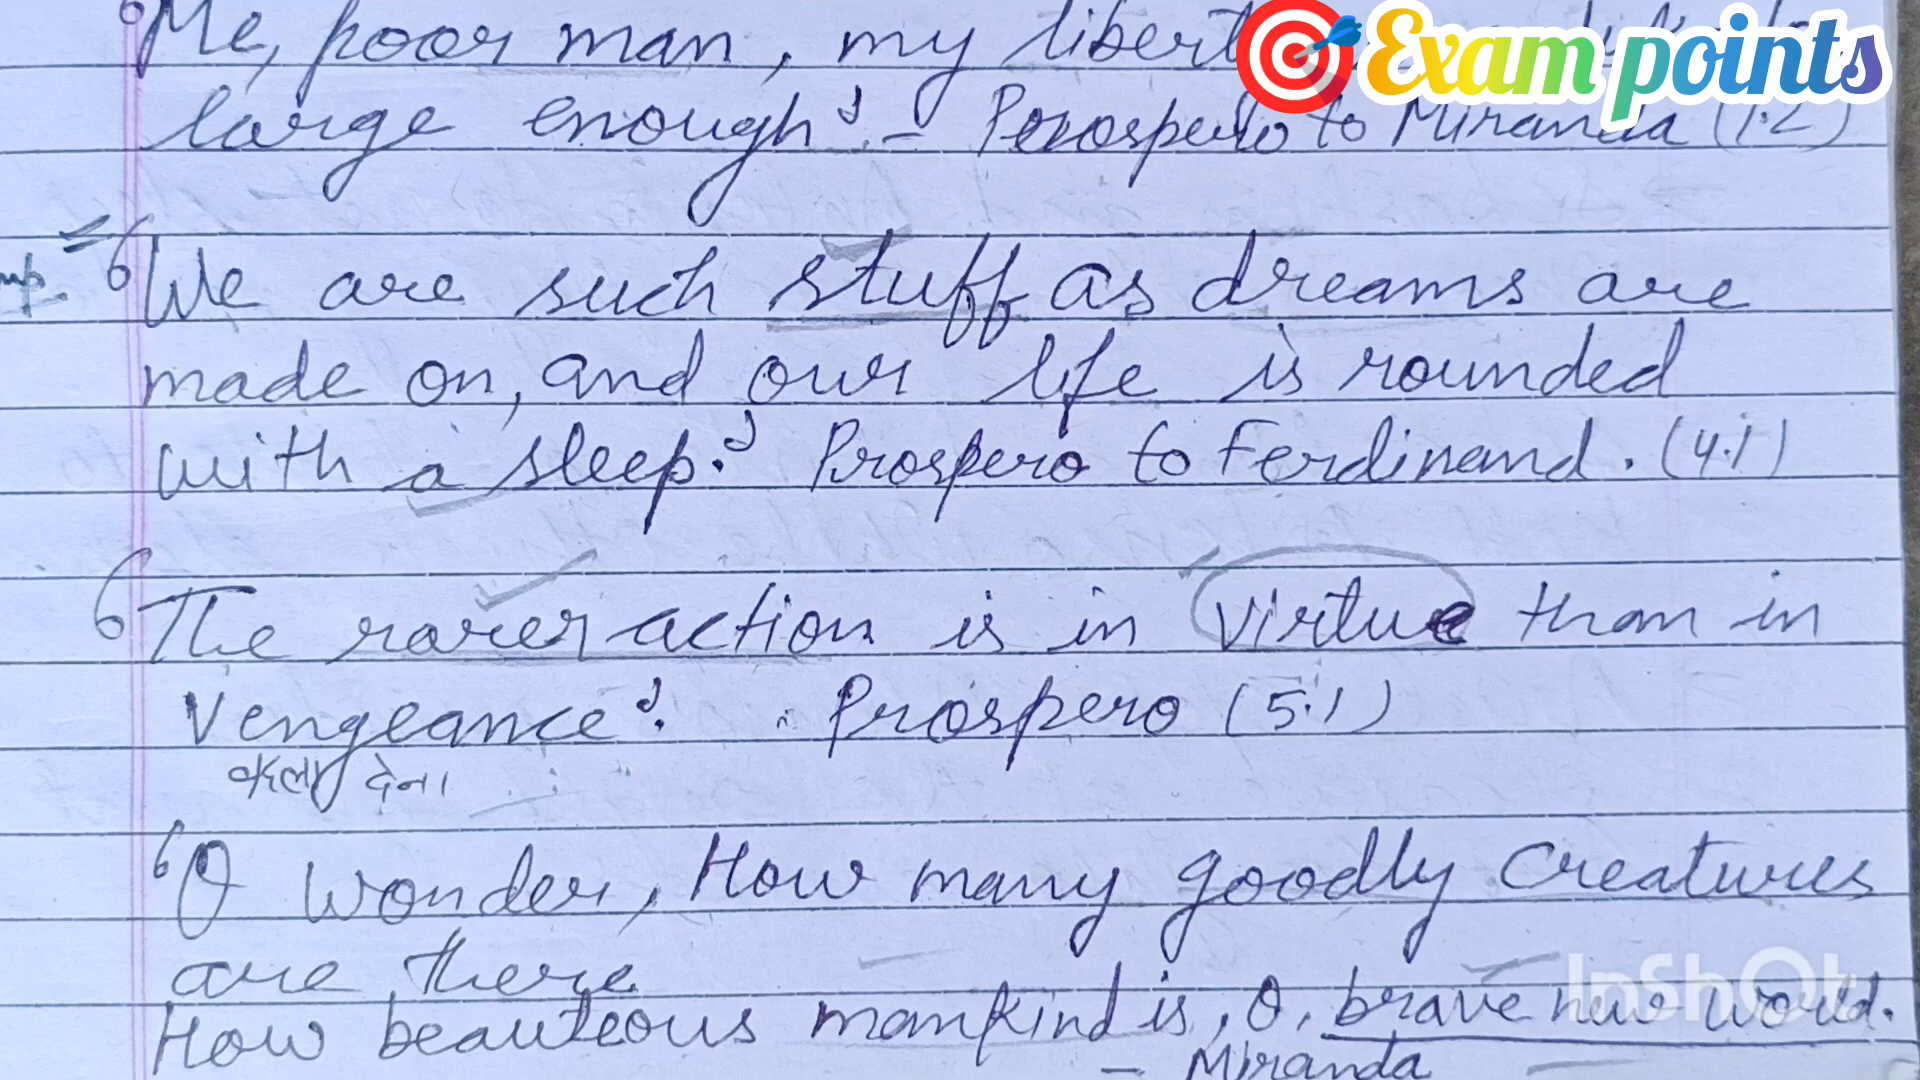 'Me, poor man, my libert
Exam points
large enough' - Prospero to Miranda (1.2)
'We are such stuff as dreams are
made on, and our life is rounded
with a sleep.' Prospero to Ferdinand. (4.1)
'The rarer action is in virtue than in
Vengeance'. Prospero (5.1)
बदला देना।
'O wonder, How many goodly creatures
are there
How beauteous mankind is, O, brave new world.
InShOt
- Miranda